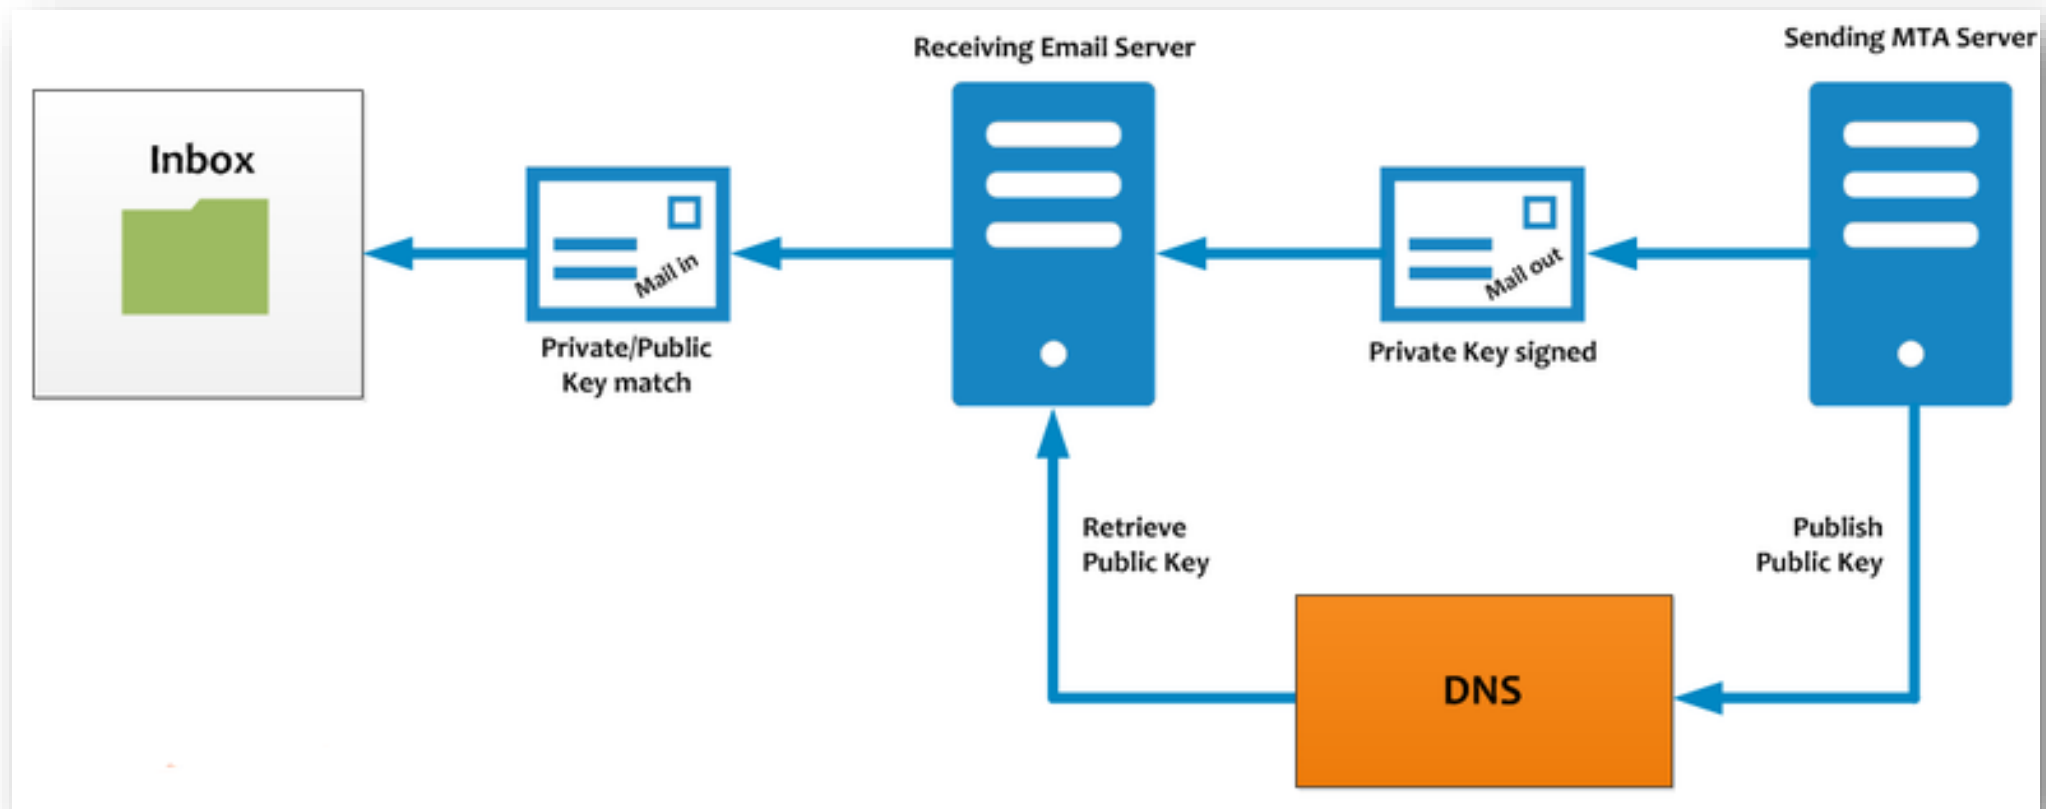 Receiving Email Server
Sending MTA Server
Inbox
Mail in
Mail out
Private/Public
Key match
Private Key signed
Retrieve
Public Key
Publish
Public Key
DNS